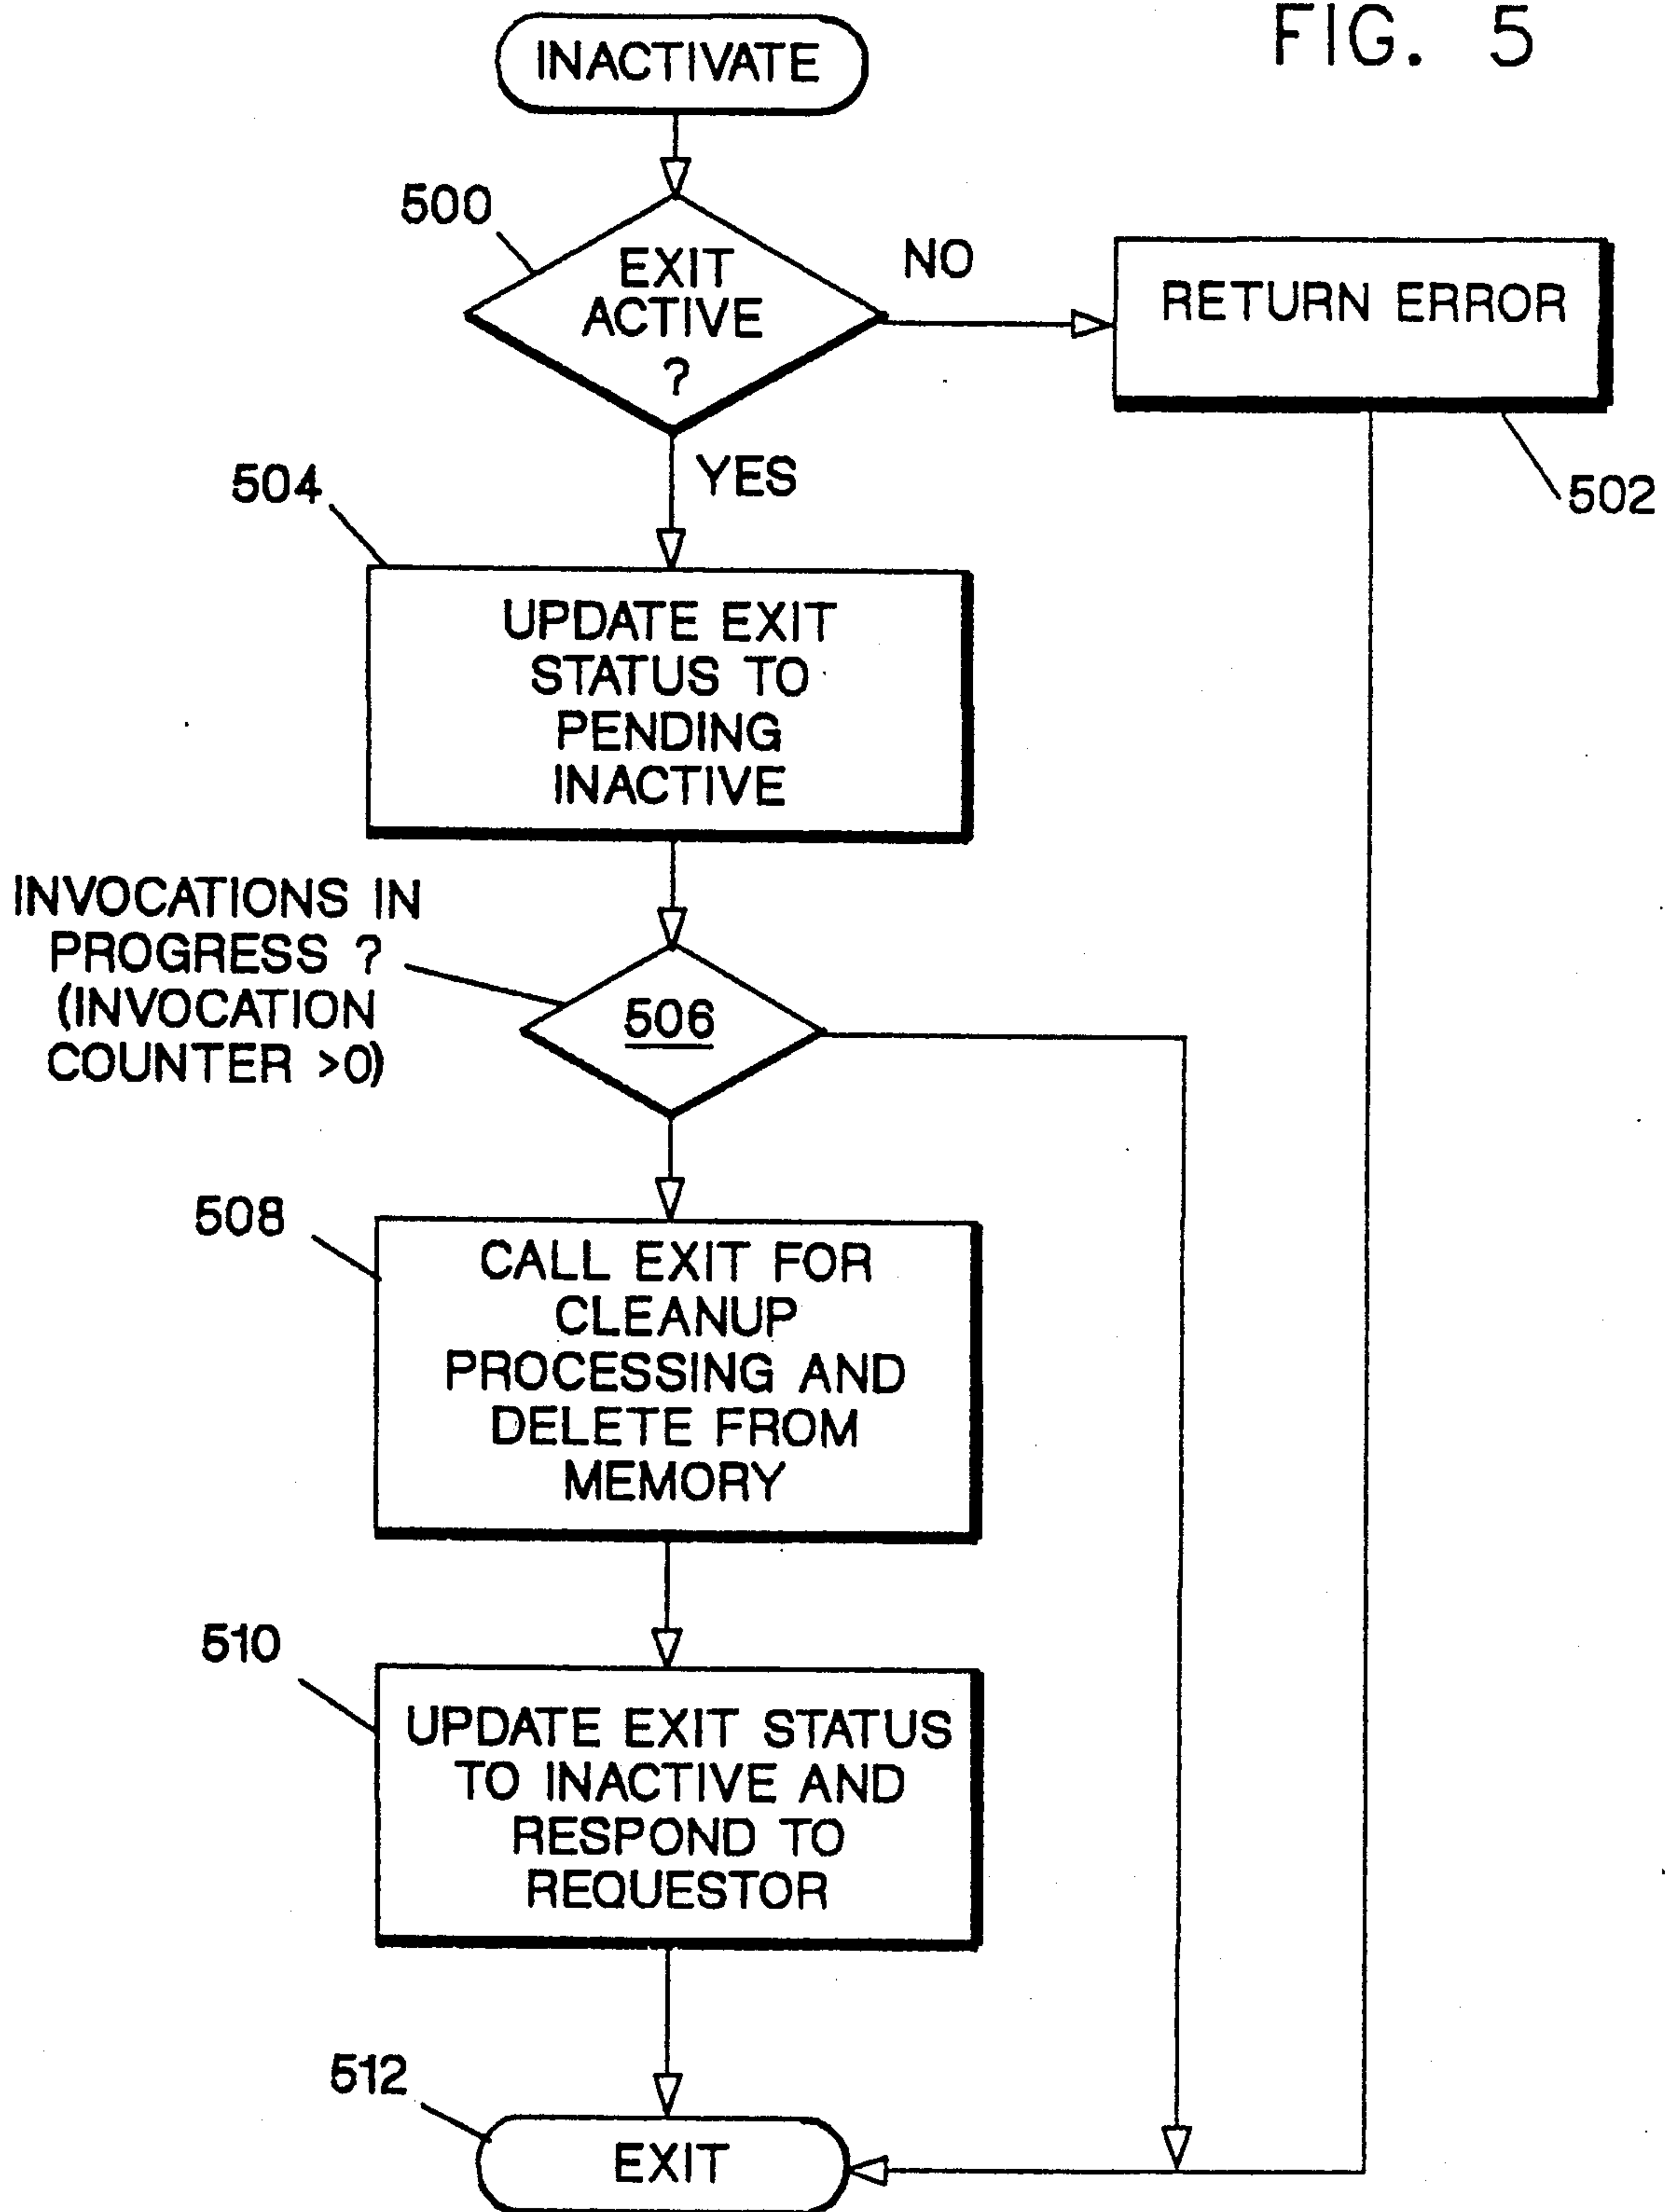 FIG. 5
INACTIVATE
500
EXIT
ACTIVE
?
NO
RETURN ERROR
502
YES
504
UPDATE EXIT
STATUS TO
PENDING
INACTIVE
INVOCATIONS IN
PROGRESS ?
(INVOCATION
COUNTER >0)
506
508
CALL EXIT FOR
CLEANUP
PROCESSING AND
DELETE FROM
MEMORY
510
UPDATE EXIT STATUS
TO INACTIVE AND
RESPOND TO
REQUESTOR
512
EXIT